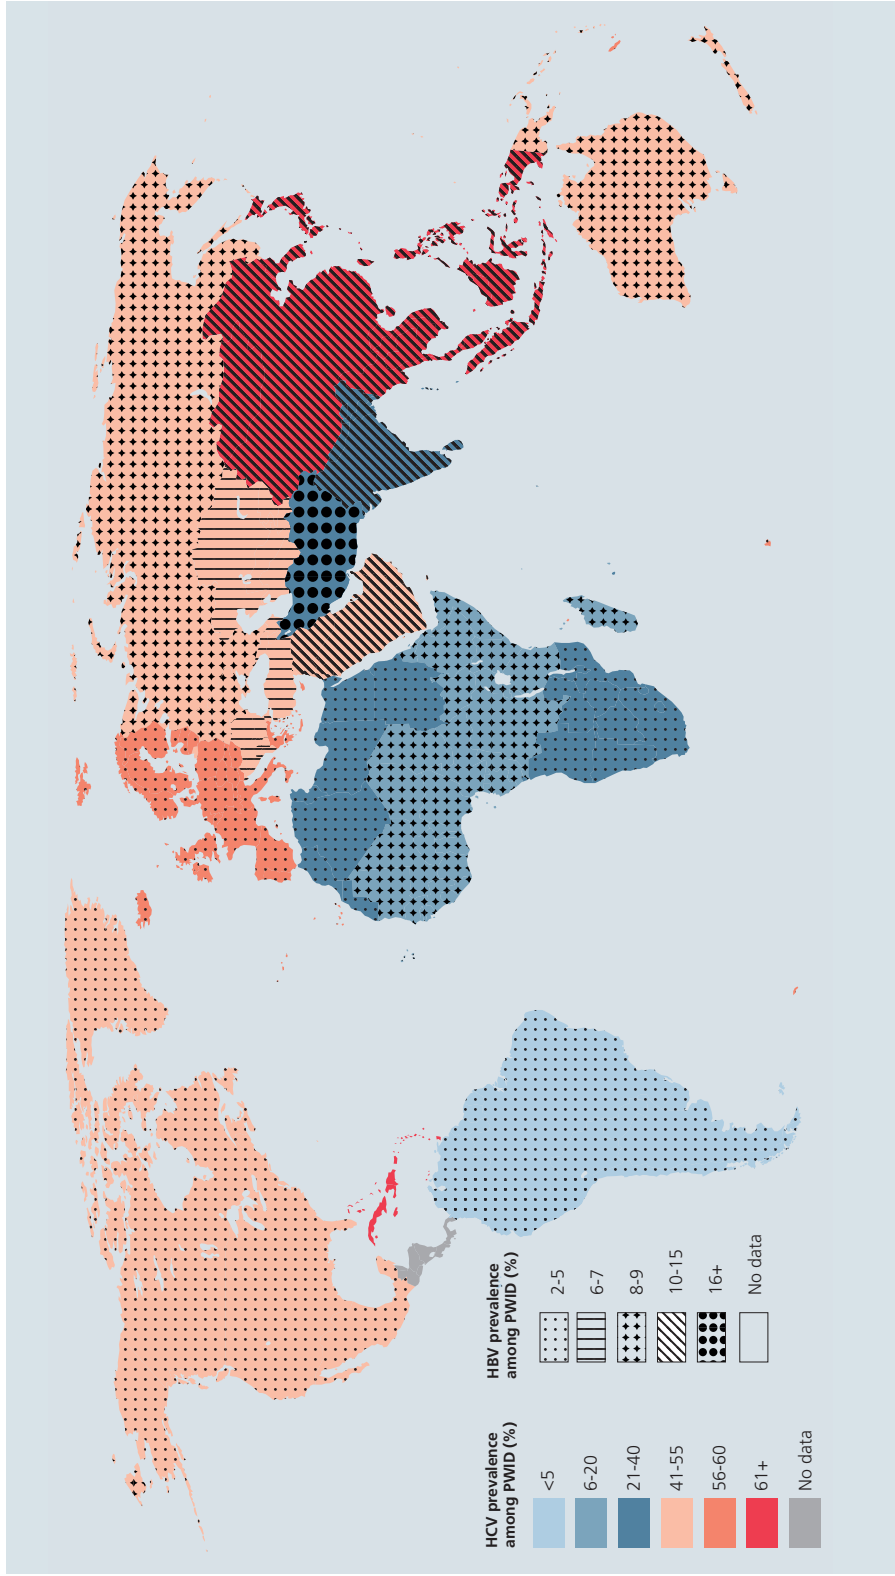 HCV prevalence
among PWID (%)
<5
6-20
21-40
41-55
56-60
61+
No data
HBV prevalence
among PWID (%)
2-5
6-7
8-9
10-15
16+
No data